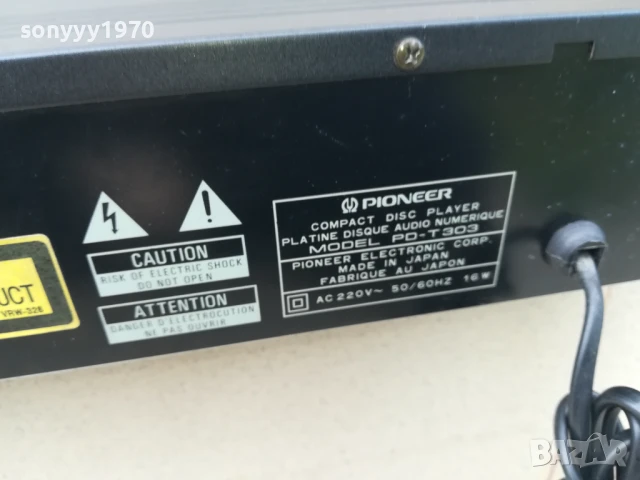 sonyyy1970
PIONEER
COMPACT DISC PLAYER
PLATINE DISQUE AUDIO NUMERIQUE
MODEL PD-T303
PIONEER ELECTRONIC CORP.
MADE IN JAPAN
FABRIQUE AU JAPON
AC 220V~ 50/60HZ 16W
CAUTION
RISK OF ELECTRIC SHOCK
DO NOT OPEN
ATTENTION
DANGER D'ELECTROCUTION
NE PAS OUVRIR
UCT
VRW-328
BAZAR